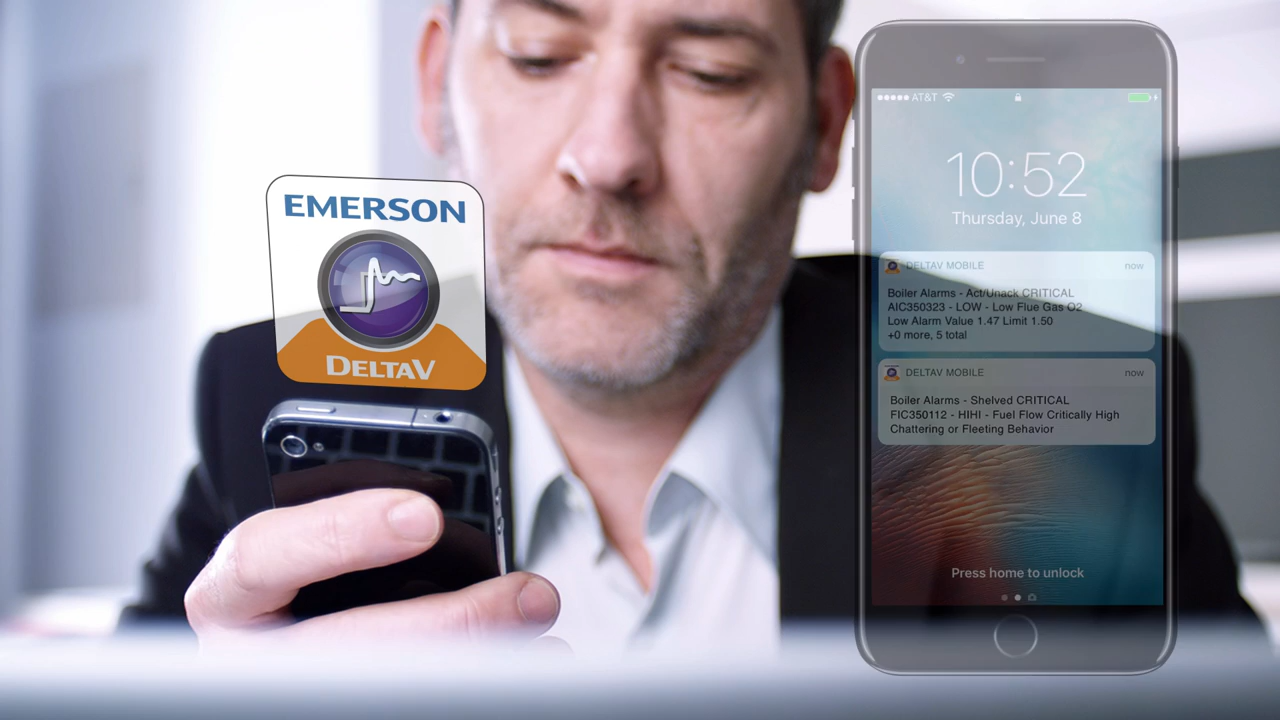 EMERSON
DELTAV
AT&T
10:52
Thursday, June 8
DELTAV MOBILE now
Boiler Alarms - Act/Unack CRITICAL
AIC350323 - LOW - Low Flue Gas O2
Low Alarm Value 1.47 Limit 1.50
+0 more, 5 total
DELTAV MOBILE now
Boiler Alarms - Shelved CRITICAL
FIC350112 - HIHI - Fuel Flow Critically High
Chattering or Fleeting Behavior
Press home to unlock